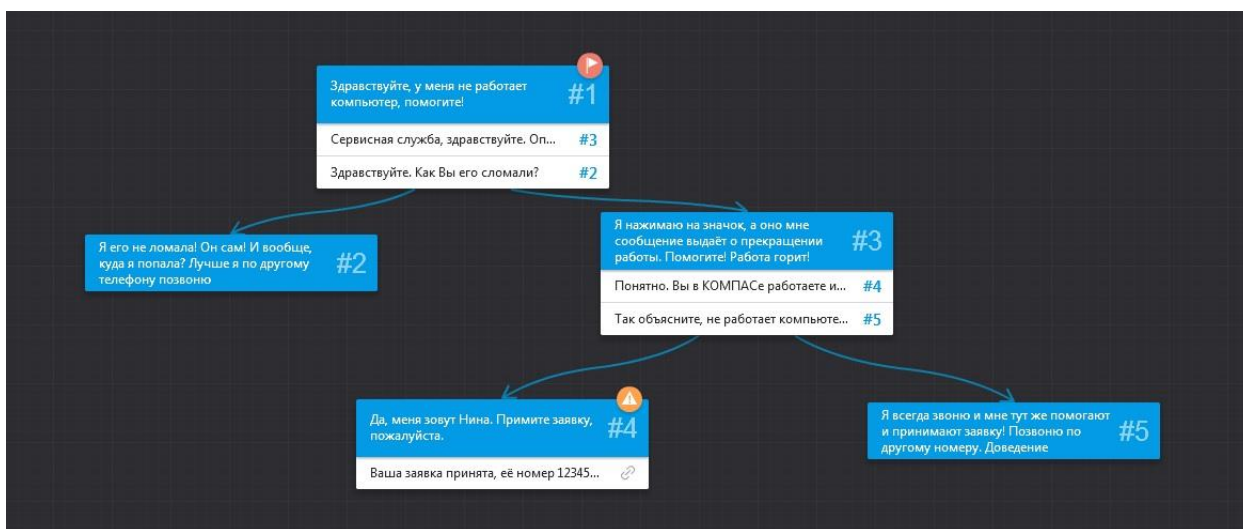 Здравствуйте, у меня не работает
компьютер, помогите!
#1
Сервисная служба, здравствуйте. Оп... #3
Здравствуйте. Как Вы его сломали? #2
Я его не ломала! Он сам! И вообще,
куда я попала? Лучше я по другому
телефону позвоню
#2
Я нажимаю на значок, а оно мне
сообщение выдаёт о прекращении
работы. Помогите! Работа горит!
#3
Понятно. Вы в КОМПАСе работаете и... #4
Так объясните, не работает компьюте... #5
Да, меня зовут Нина. Примите заявку,
пожалуйста.
#4
Ваша заявка принята, её номер 12345...
Я всегда звоню и мне тут же помогают
и принимают заявку! Позвоню по
другому номеру. Доведение
#5